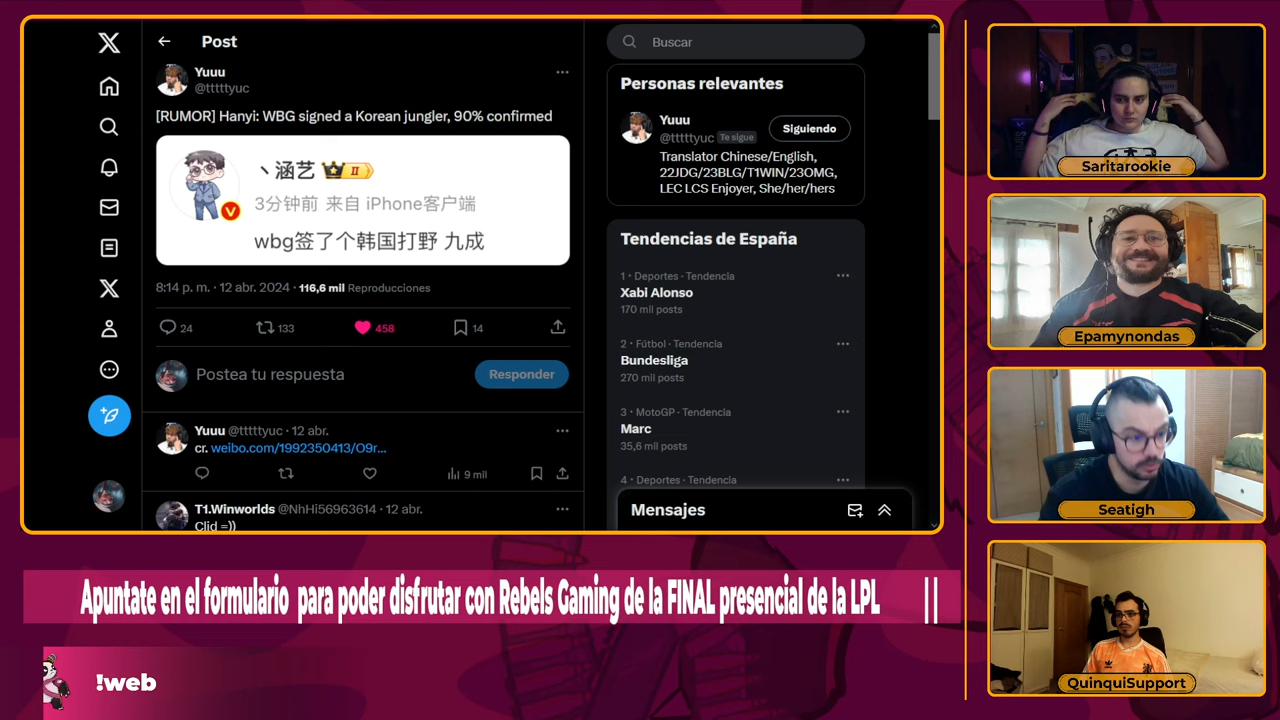 Post
Yuuu
@tttttyuc
[RUMOR] Hanyi: WBG signed a Korean jungler, 90% confirmed
丶涵艺 II
3分钟前 来自 iPhone客户端
wbg签了个韩国打野 九成
8:14 p. m. · 12 abr. 2024 · 116,6 mil Reproducciones
24 133 458 14
Postea tu respuesta
Responder
Yuuu @tttttyuc · 12 abr.
cr. weibo.com/1992350413/O9r...
9 mil
T1.Winworlds @NhHi56963614 · 12 abr.
Clid =))
Buscar
Personas relevantes
Yuuu
@tttttyuc Te sigue
Siguiendo
Translator Chinese/English,
22JDG/23BLG/T1WIN/23OMG,
LEC LCS Enjoyer, She/her/hers
Tendencias de España
1 · Deportes · Tendencia
Xabi Alonso
170 mil posts
2 · Fútbol · Tendencia
Bundesliga
270 mil posts
3 · MotoGP · Tendencia
Marc
35,6 mil posts
4 · Deportes · Tendencia
Mensajes
Saritarookie
Epamynondas
Seatigh
QuinquiSupport
Apuntate en el formulario para poder disfrutar con Rebels Gaming de la FINAL presencial de la LPL ||
!web